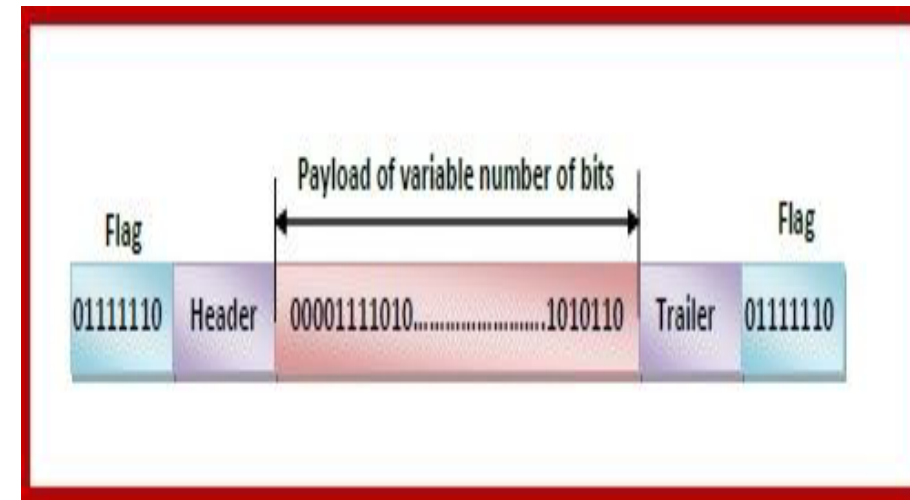 Payload of variable number of bits
Flag
Flag
01111110 Header 00001111010.........................1010110 Trailer 01111110